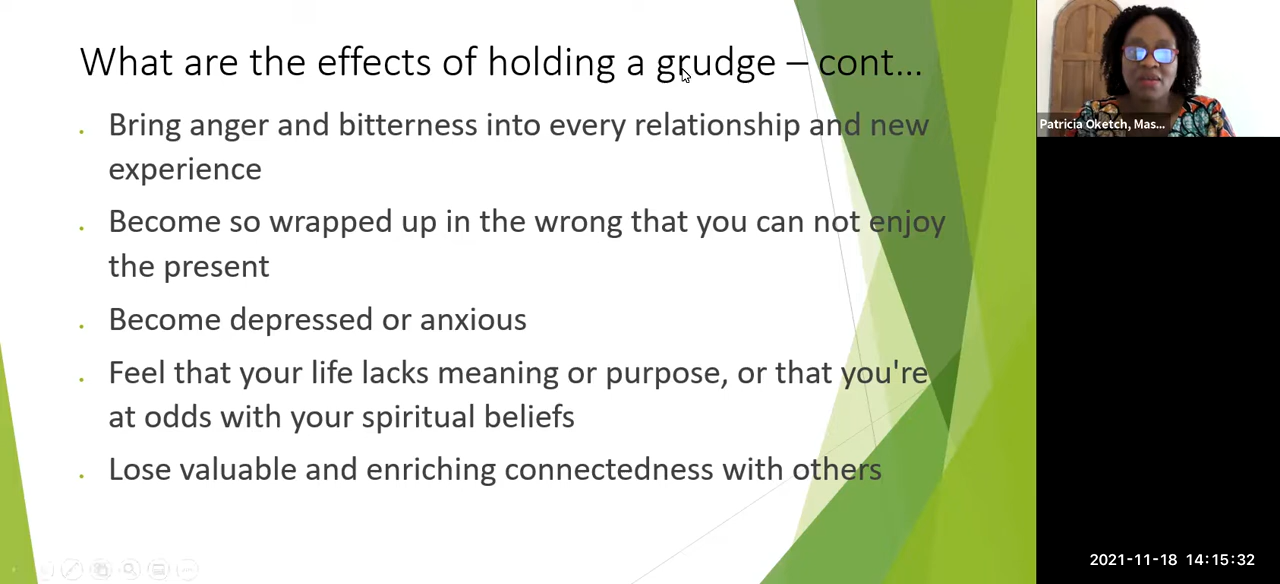 What are the effects of holding a grudge – cont...
Bring anger and bitterness into every relationship and new
experience
Become so wrapped up in the wrong that you can not enjoy
the present
Become depressed or anxious
Feel that your life lacks meaning or purpose, or that you're
at odds with your spiritual beliefs
Lose valuable and enriching connectedness with others
Patricia Oketch, Mas...
2021-11-18 14:15:32